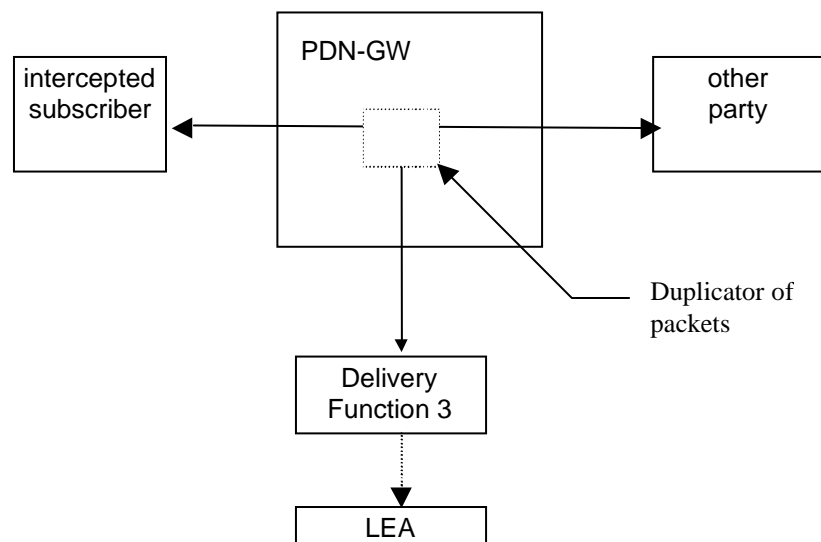 PDN-GW
intercepted
subscriber
other
party
Duplicator of
packets
Delivery
Function 3
LEA